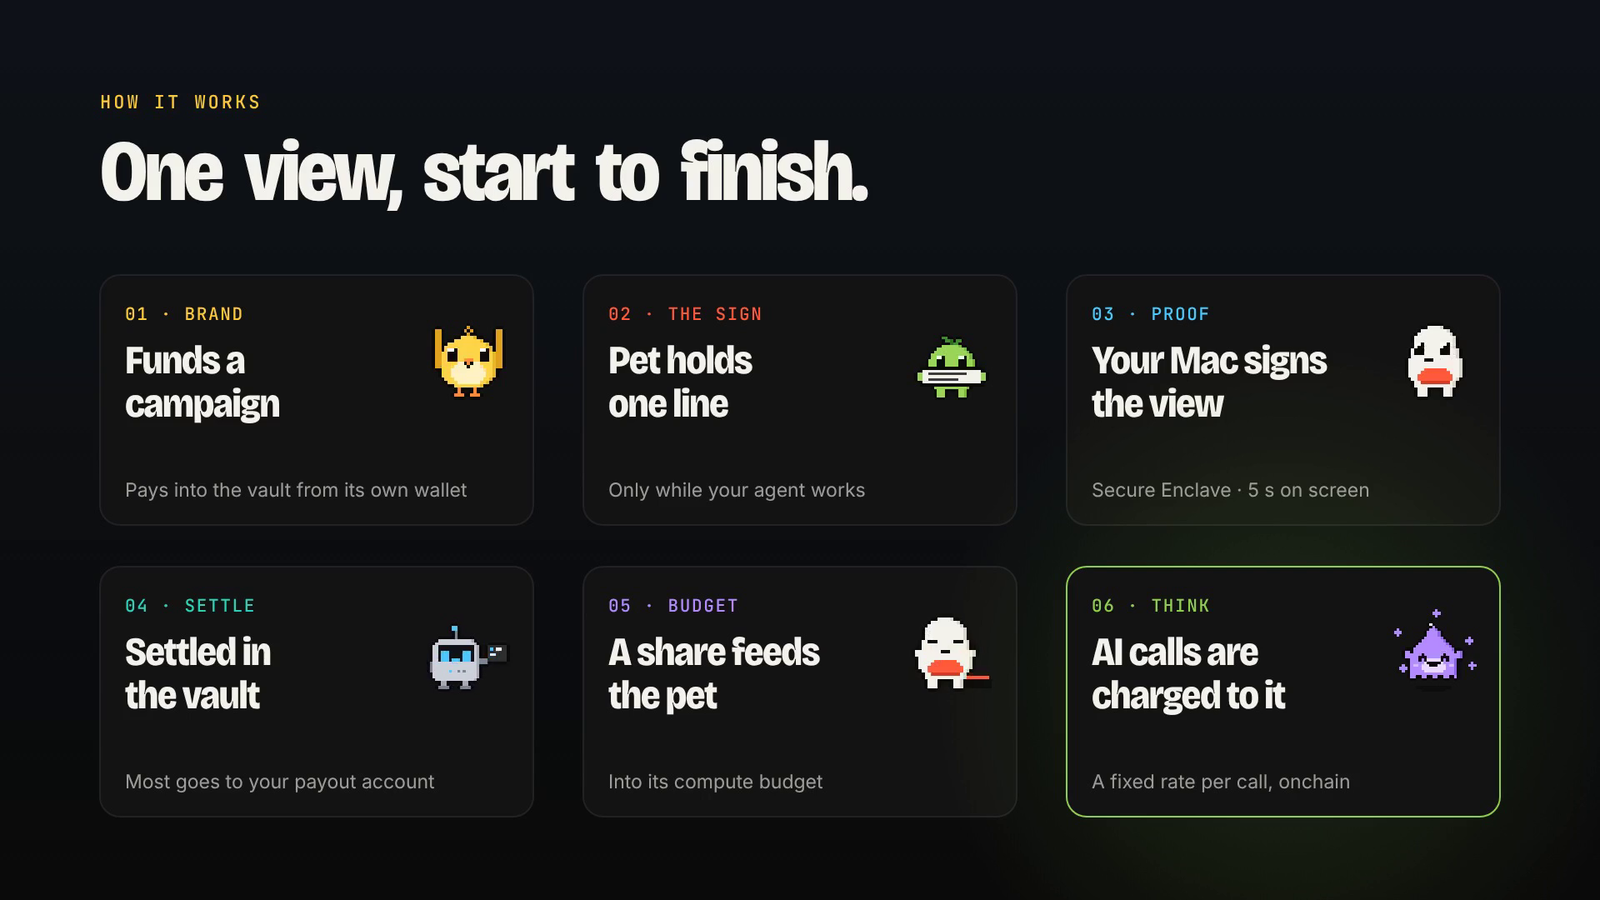 HOW IT WORKS
One view, start to finish.
01 · BRAND
Funds a
campaign
Pays into the vault from its own wallet
02 · THE SIGN
Pet holds
one line
Only while your agent works
03 · PROOF
Your Mac signs
the view
Secure Enclave · 5 s on screen
04 · SETTLE
Settled in
the vault
Most goes to your payout account
05 · BUDGET
A share feeds
the pet
Into its compute budget
06 · THINK
AI calls are
charged to it
A fixed rate per call, onchain